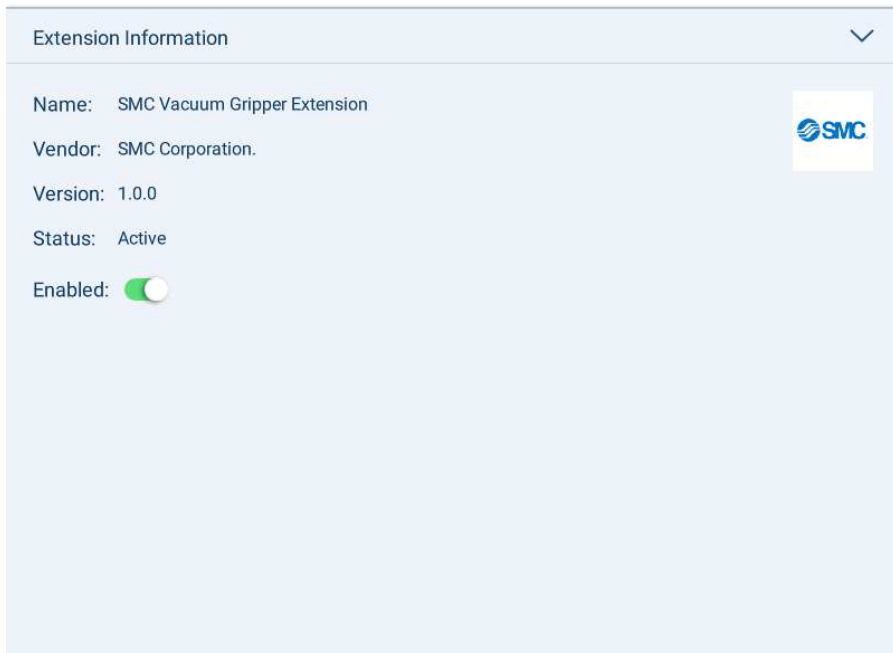 Extension Information
Name: SMC Vacuum Gripper Extension
SMC
Vendor: SMC Corporation.
Version: 1.0.0
Status: Active
Enabled: